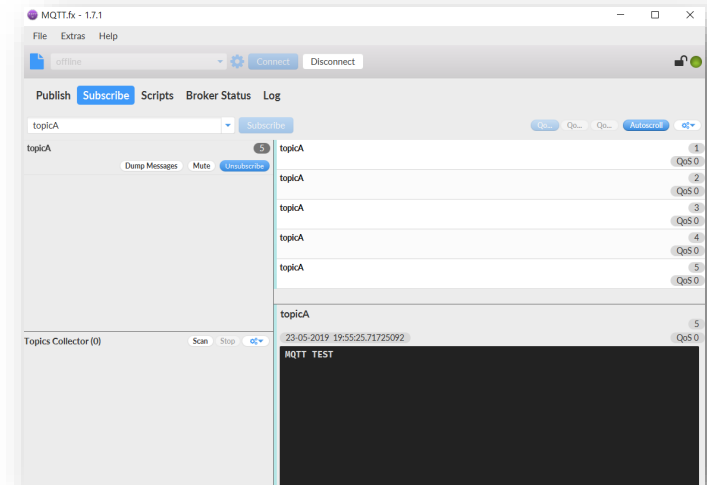 MQTT.fx - 1.7.1
File Extras Help
offline Connect Disconnect
Publish Subscribe Scripts Broker Status Log
topicA Subscribe Qo... Qo... Qo... Autoscroll
topicA 5
Dump Messages Mute Unsubscribe
topicA 1
QoS 0
topicA 2
QoS 0
topicA 3
QoS 0
topicA 4
QoS 0
topicA 5
QoS 0
Topics Collector (0) Scan Stop
topicA 5
23-05-2019 19:55:25.71725092 QoS 0
MQTT TEST